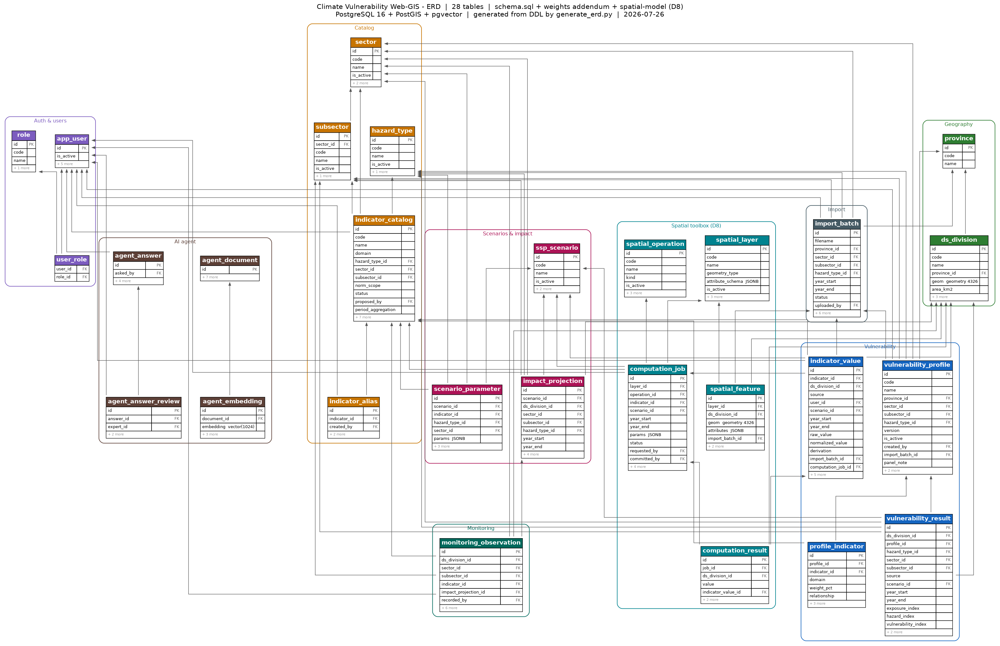 Climate Vulnerability Web-GIS - ERD | 28 tables | schema.sql + weights addendum + spatial-model (D8)
PostgreSQL 16 + PostGIS + pgvector | generated from DDL by generate_erd.py | 2026-07-26
Catalog
sector
id PK
code
name
is_active
+ 2 more
subsector
id PK
sector_id FK
code
name
is_active
+ 1 more
hazard_type
id PK
code
name
is_active
+ 1 more
indicator_catalog
id PK
code
name
domain
hazard_type_id FK
sector_id FK
subsector_id FK
norm_scope
status
proposed_by FK
period_aggregation
+ 7 more
indicator_alias
id PK
indicator_id FK
created_by FK
+ 2 more
Auth & users
role
id PK
code
name
+ 1 more
app_user
id PK
is_active
+ 5 more
user_role
user_id FK
role_id FK
AI agent
agent_answer
id PK
asked_by FK
+ 4 more
agent_document
id PK
+ 7 more
agent_answer_review
id PK
answer_id FK
expert_id FK
+ 2 more
agent_embedding
id PK
document_id FK
embedding vector(1024)
+ 3 more
Scenarios & impact
ssp_scenario
id PK
code
name
is_active
+ 2 more
scenario_parameter
id PK
scenario_id FK
indicator_id FK
hazard_type_id FK
sector_id FK
params JSONB
+ 3 more
impact_projection
id PK
scenario_id FK
ds_division_id FK
sector_id FK
subsector_id FK
hazard_type_id FK
year_start
year_end
+ 4 more
Monitoring
monitoring_observation
id PK
ds_division_id FK
sector_id FK
subsector_id FK
indicator_id FK
impact_projection_id FK
recorded_by FK
+ 6 more
Spatial toolbox (D8)
spatial_operation
id PK
code
name
kind
is_active
+ 3 more
spatial_layer
id PK
code
name
geometry_type
attribute_schema JSONB
is_active
+ 3 more
computation_job
id PK
layer_id FK
operation_id FK
indicator_id FK
scenario_id FK
year_start
year_end
params JSONB
status
requested_by FK
committed_by FK
+ 4 more
spatial_feature
id PK
layer_id FK
ds_division_id FK
geom geometry 4326
attributes JSONB
import_batch_id FK
+ 2 more
computation_result
id PK
job_id FK
ds_division_id FK
value
indicator_value_id FK
+ 2 more
Import
import_batch
id PK
filename
province_id FK
sector_id FK
subsector_id FK
hazard_type_id FK
year_start
year_end
status
uploaded_by FK
+ 6 more
Geography
province
id PK
code
name
ds_division
id PK
code
name
province_id FK
geom geometry 4326
area_km2
+ 3 more
Vulnerability
indicator_value
id PK
indicator_id FK
ds_division_id FK
source
user_id FK
scenario_id FK
year_start
year_end
raw_value
normalized_value
derivation
import_batch_id FK
computation_job_id FK
+ 5 more
vulnerability_profile
id PK
code
name
province_id FK
sector_id FK
subsector_id FK
hazard_type_id FK
version
is_active
created_by FK
import_batch_id FK
panel_note
+ 2 more
profile_indicator
id PK
profile_id FK
indicator_id FK
domain
weight_pct
relationship
+ 3 more
vulnerability_result
id PK
ds_division_id FK
profile_id FK
hazard_type_id FK
sector_id FK
subsector_id FK
source
scenario_id FK
year_start
year_end
exposure_index
hazard_index
vulnerability_index
+ 2 more